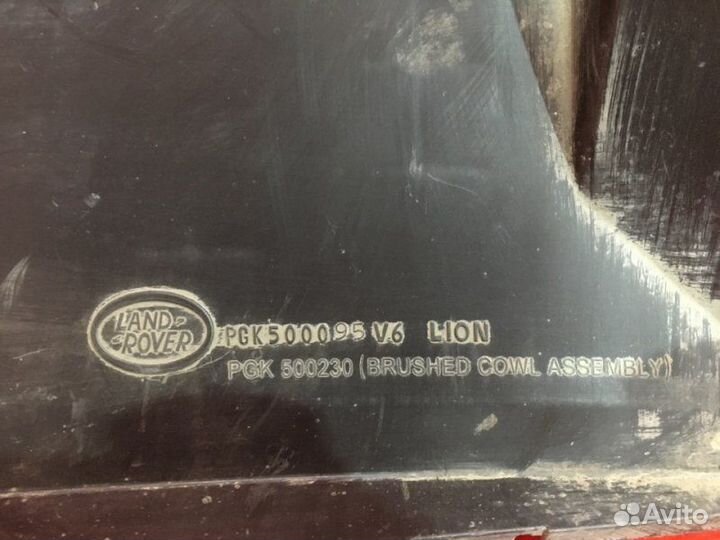 LAND-
-ROVER
PGK500095 V6 LION
PGK 500230 (BRUSHED COWL ASSEMBLY)
Avito